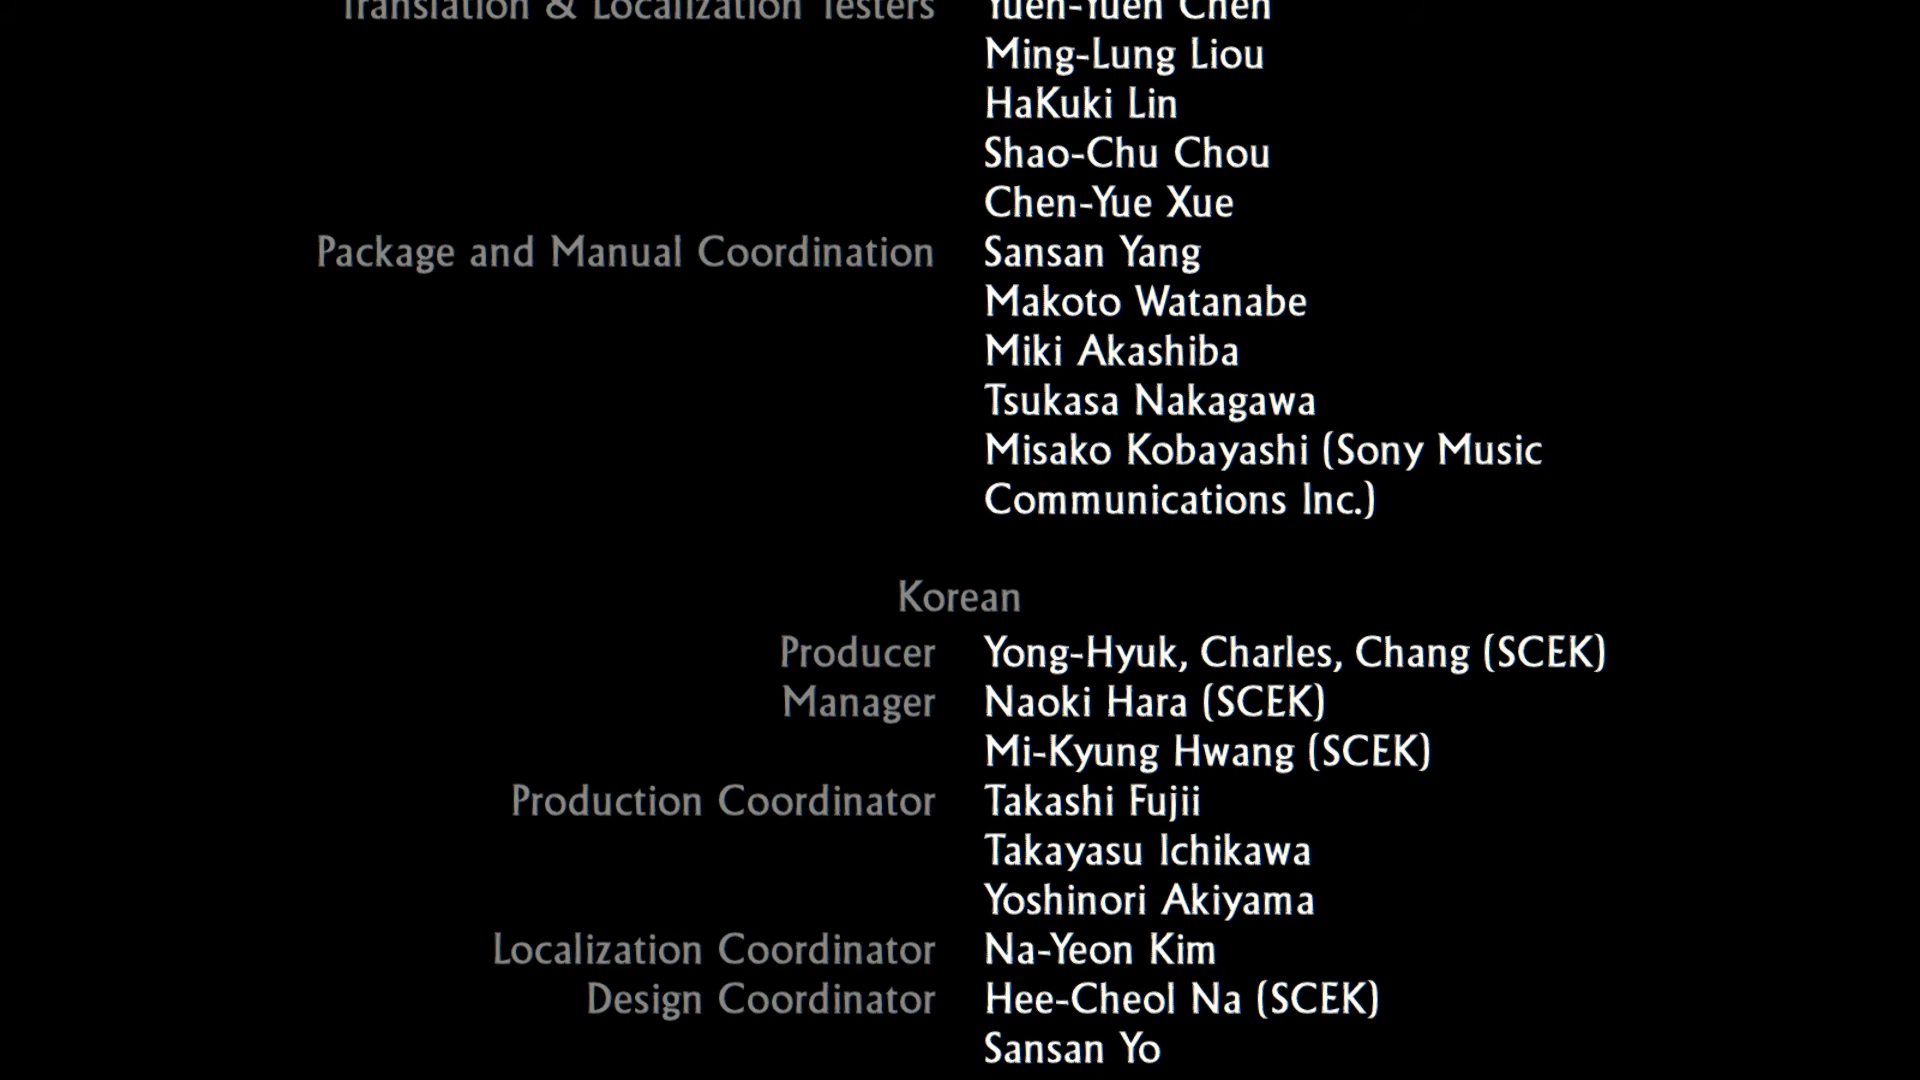 Translation & Localization Testers Yuen-Yuen Chen
Ming-Lung Liou
HaKuki Lin
Shao-Chu Chou
Chen-Yue Xue
Package and Manual Coordination Sansan Yang
Makoto Watanabe
Miki Akashiba
Tsukasa Nakagawa
Misako Kobayashi (Sony Music
Communications Inc.)
Korean
Producer Yong-Hyuk, Charles, Chang (SCEK)
Manager Naoki Hara (SCEK)
Mi-Kyung Hwang (SCEK)
Production Coordinator Takashi Fujii
Takayasu Ichikawa
Yoshinori Akiyama
Localization Coordinator Na-Yeon Kim
Design Coordinator Hee-Cheol Na (SCEK)
Sansan Yo